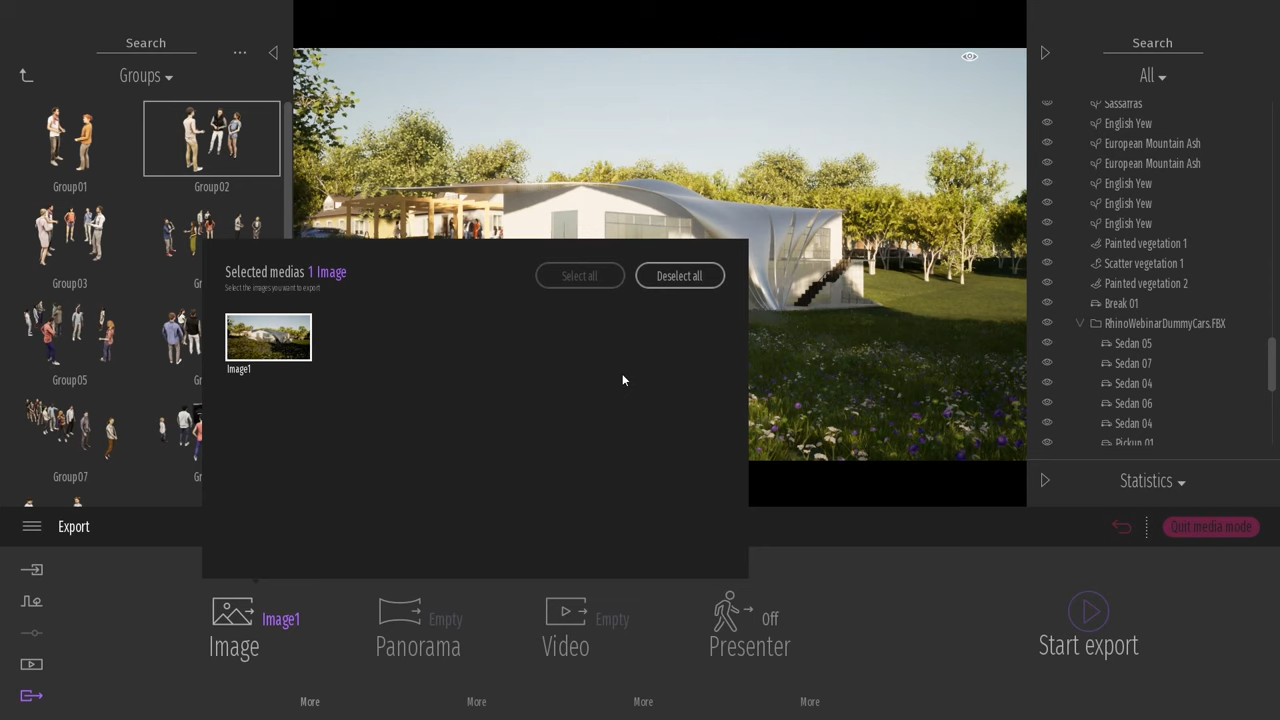 Search
...
Groups
Group01
Group02
Group03
Gr
Group05
Gr
Group07
Gr
Selected medias 1 Image
Select the images you want to export
Select all
Deselect all
Image1
Search
All
Sassafras
English Yew
European Mountain Ash
European Mountain Ash
English Yew
English Yew
English Yew
Painted vegetation 1
Scatter vegetation 1
Painted vegetation 2
Break 01
RhinoWebinarDummyCars.FBX
Sedan 05
Sedan 07
Sedan 04
Sedan 06
Sedan 04
Pickup 01
Statistics
Export
Quit media mode
Image1
Image
More
Empty
Panorama
More
Empty
Video
More
Off
Presenter
More
Start export